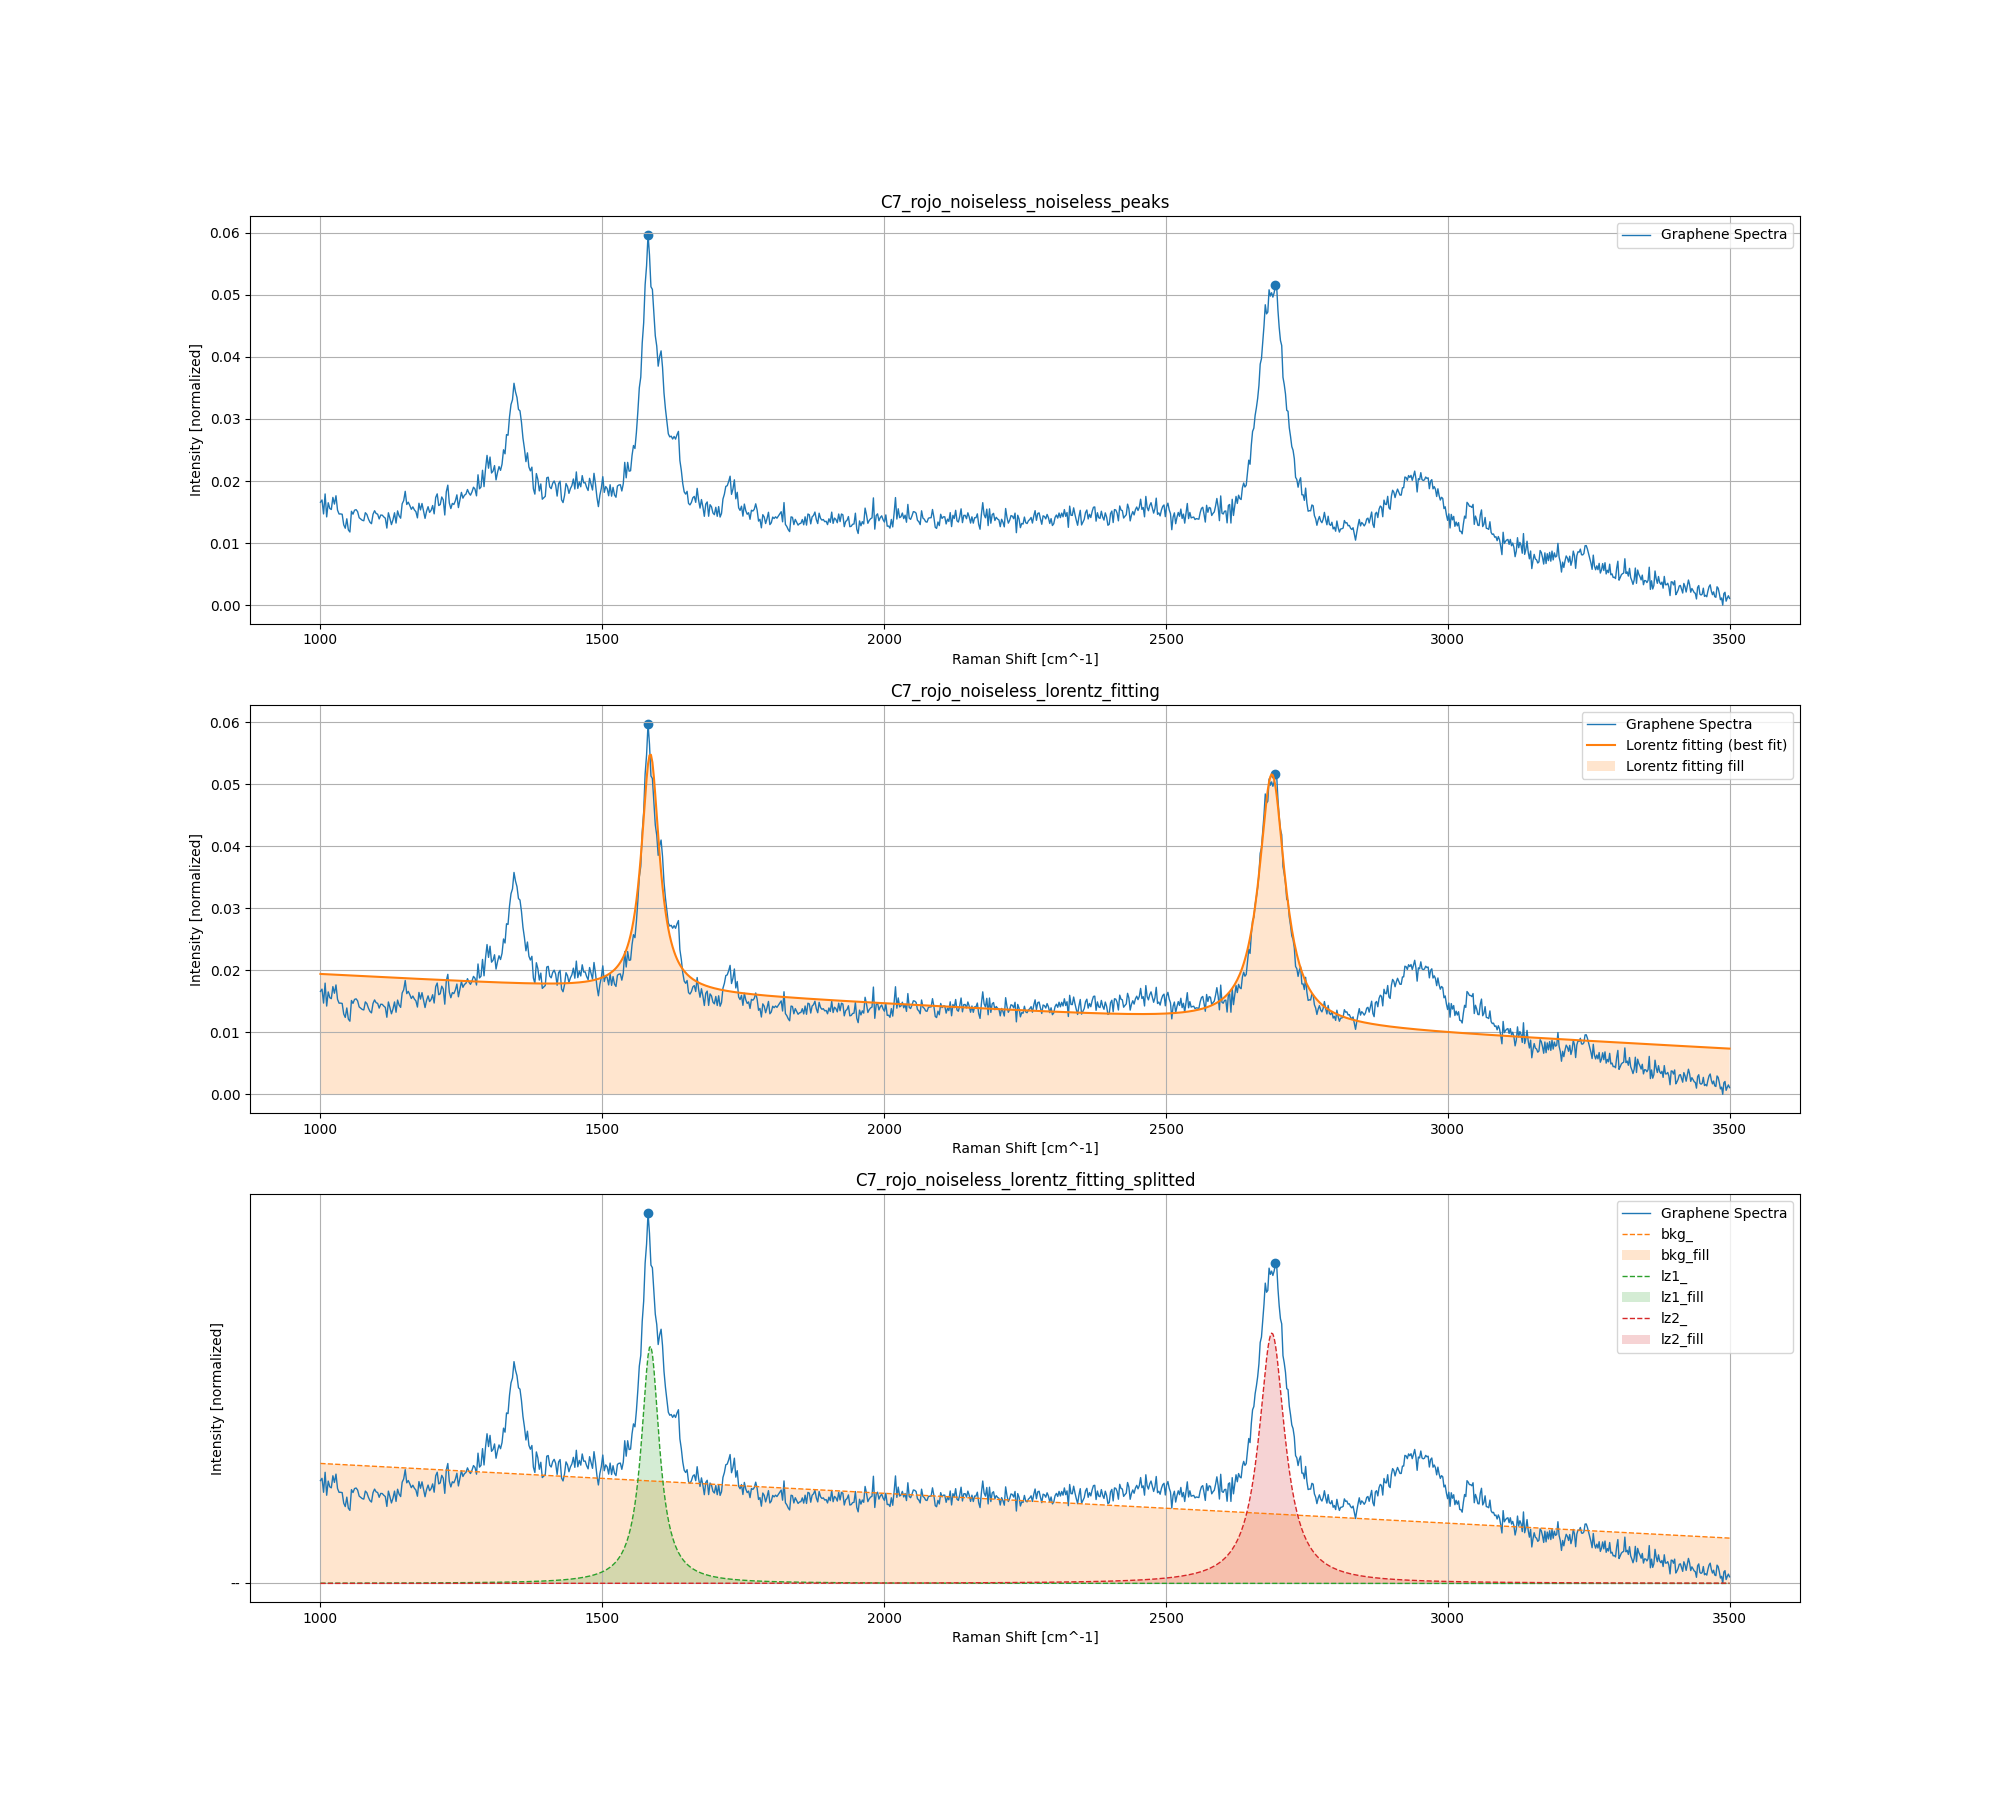 C7_rojo_noiseless_noiseless_peaks
Graphene Spectra
0.06
0.05
0.04
0.03
0.02
0.01
0.00
Intensity [normalized]
1000 1500 2000 2500 3000 3500
Raman Shift [cm^-1]
C7_rojo_noiseless_lorentz_fitting
Graphene Spectra
Lorentz fitting (best fit)
Lorentz fitting fill
0.06
0.05
0.04
0.03
0.02
0.01
0.00
Intensity [normalized]
1000 1500 2000 2500 3000 3500
Raman Shift [cm^-1]
C7_rojo_noiseless_lorentz_fitting_splitted
Graphene Spectra
bkg_
bkg_fill
lz1_
lz1_fill
lz2_
lz2_fill
Intensity [normalized]
--
1000 1500 2000 2500 3000 3500
Raman Shift [cm^-1]